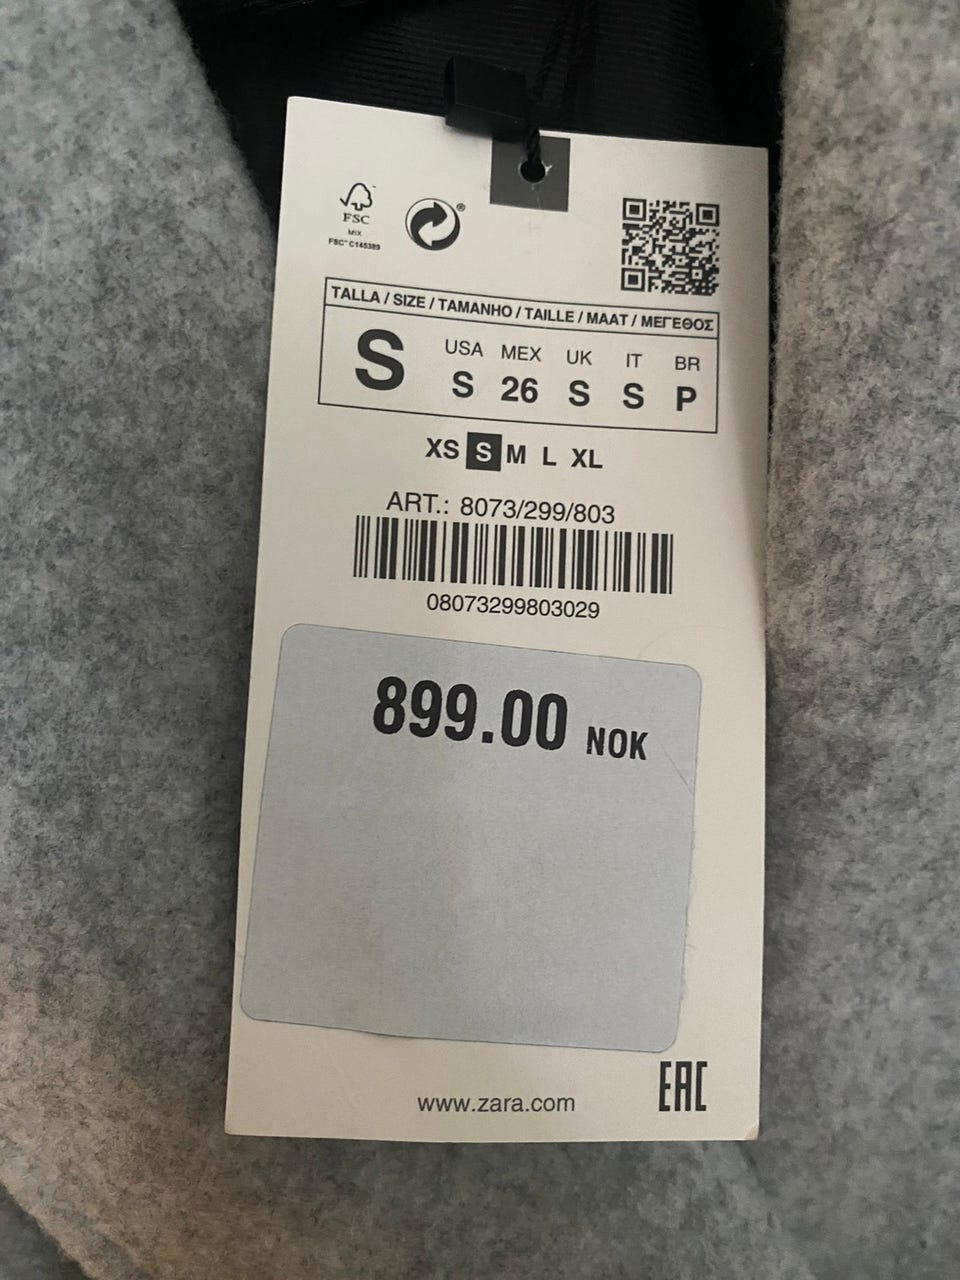 FSC
MIX
FSC™ C145389
®
TALLA / SIZE / TAMANHO / TAILLE / MAAT / ΜΕΓΕΘΟΣ
S
USA MEX UK IT BR
S 26 S S P
XS S M L XL
ART.: 8073/299/803
08073299803029
899.00 NOK
www.zara.com
EAC